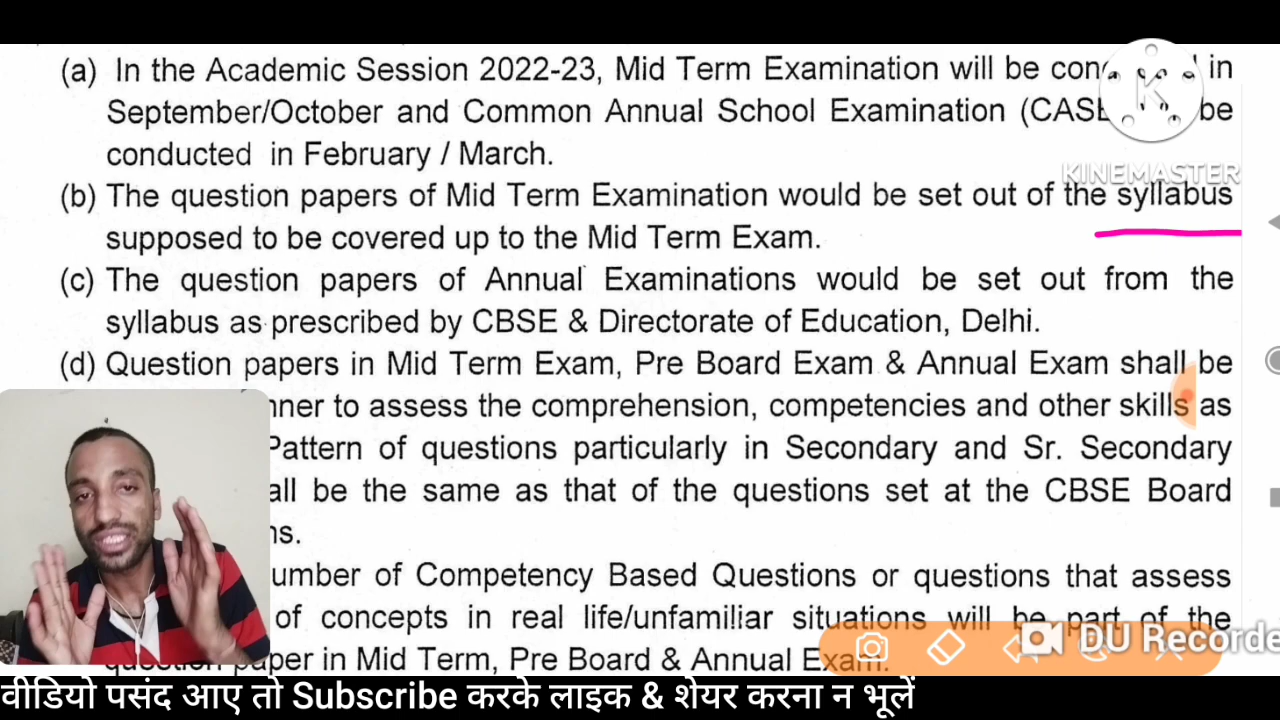 (a) In the Academic Session 2022-23, Mid Term Examination will be in
September/October and Common Annual School Examination (CASE be
conducted in February / March.
KINEMASTER
(b) The question papers of Mid Term Examination would be set out of the syllabus
supposed to be covered up to the Mid Term Exam.
(c) The question papers of Annual Examinations would be set out from the
syllabus as prescribed by CBSE & Directorate of Education, Delhi.
(d) Question papers in Mid Term Exam, Pre Board Exam & Annual Exam shall be
to assess the comprehension, competencies and other skills as
Pattern of questions particularly in Secondary and Sr. Secondary
be the same as that of the questions set at the CBSE Board
of Competency Based Questions or questions that assess
of concepts in real life/unfamiliar situations will be part of the
DU Recorde
question paper in Mid Term, Pre Board & Annual Exam.
वीडियो पसंद आए तो Subscribe करके लाइक & शेयर करना न भूलें